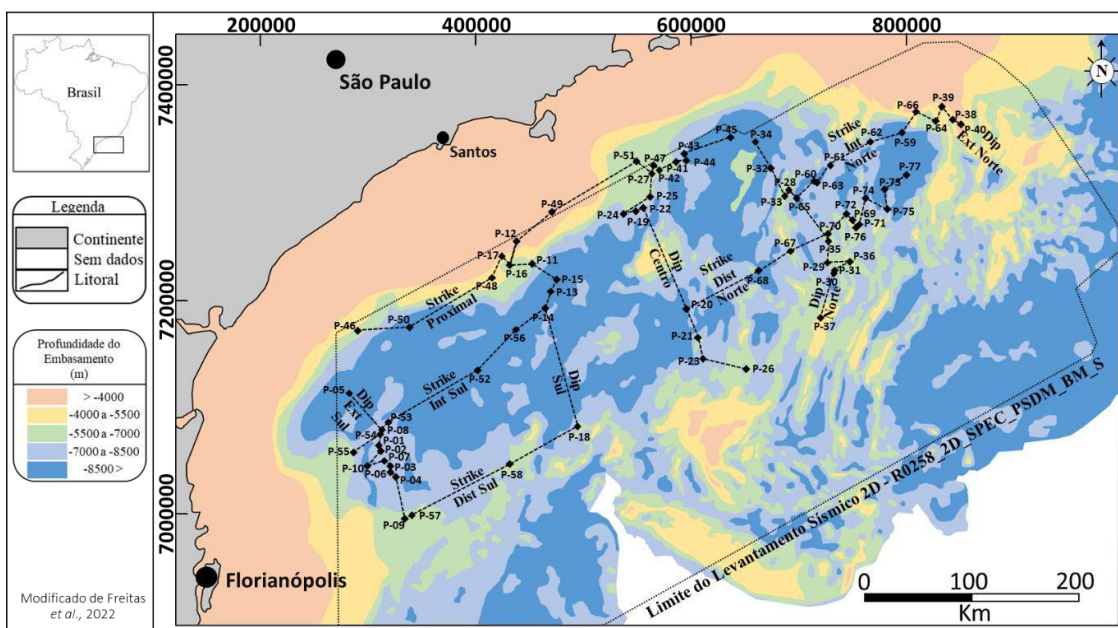 200000 400000 600000 800000
N
Brasil
São Paulo
Santos
Florianópolis
7400000
7200000
7000000
Legenda
Continente
Sem dados
Litoral
Profundidade do
Embasamento
(m)
> -4000
-4000 a -5500
-5500 a -7000
-7000 a -8500
-8500 >
Modificado de Freitas
et al., 2022
P-39
P-66
P-38
P-64
P-40
Dip
Ext Norte
P-62
P-59
Strike
Int
Norte
P-45
P-34
P-43
P-44
P-51
P-47
P-41
P-42
P-27
P-32
P-61
P-60
P-63
P-28
P-33
P-65
P-77
P-74
P-73
P-75
P-25
P-22
P-24
P-19
P-72
P-69
P-71
P-76
P-70
P-35
P-67
P-36
P-29
P-31
P-30
Dip
Norte
P-37
P-49
P-12
P-17
P-16
P-11
P-48
P-15
P-13
P-14
Dip
Centro
Strike
Dist
Norte
P-68
P-20
P-21
P-23
P-26
Strike
Proximal
P-46
P-50
P-56
Strike
Int Sul
P-52
Dip
Sul
P-18
P-05
Dip
Ext
Sul
P-53
P-08
P-54
P-01
P-02
P-55
P-07
P-10
P-03
P-06
P-04
P-09
P-57
Strike
Dist Sul
P-58
Limite do Levantamento Sísmico 2D - R0258_2D_SPEC_PSDM_BM_S
0 100 200
Km